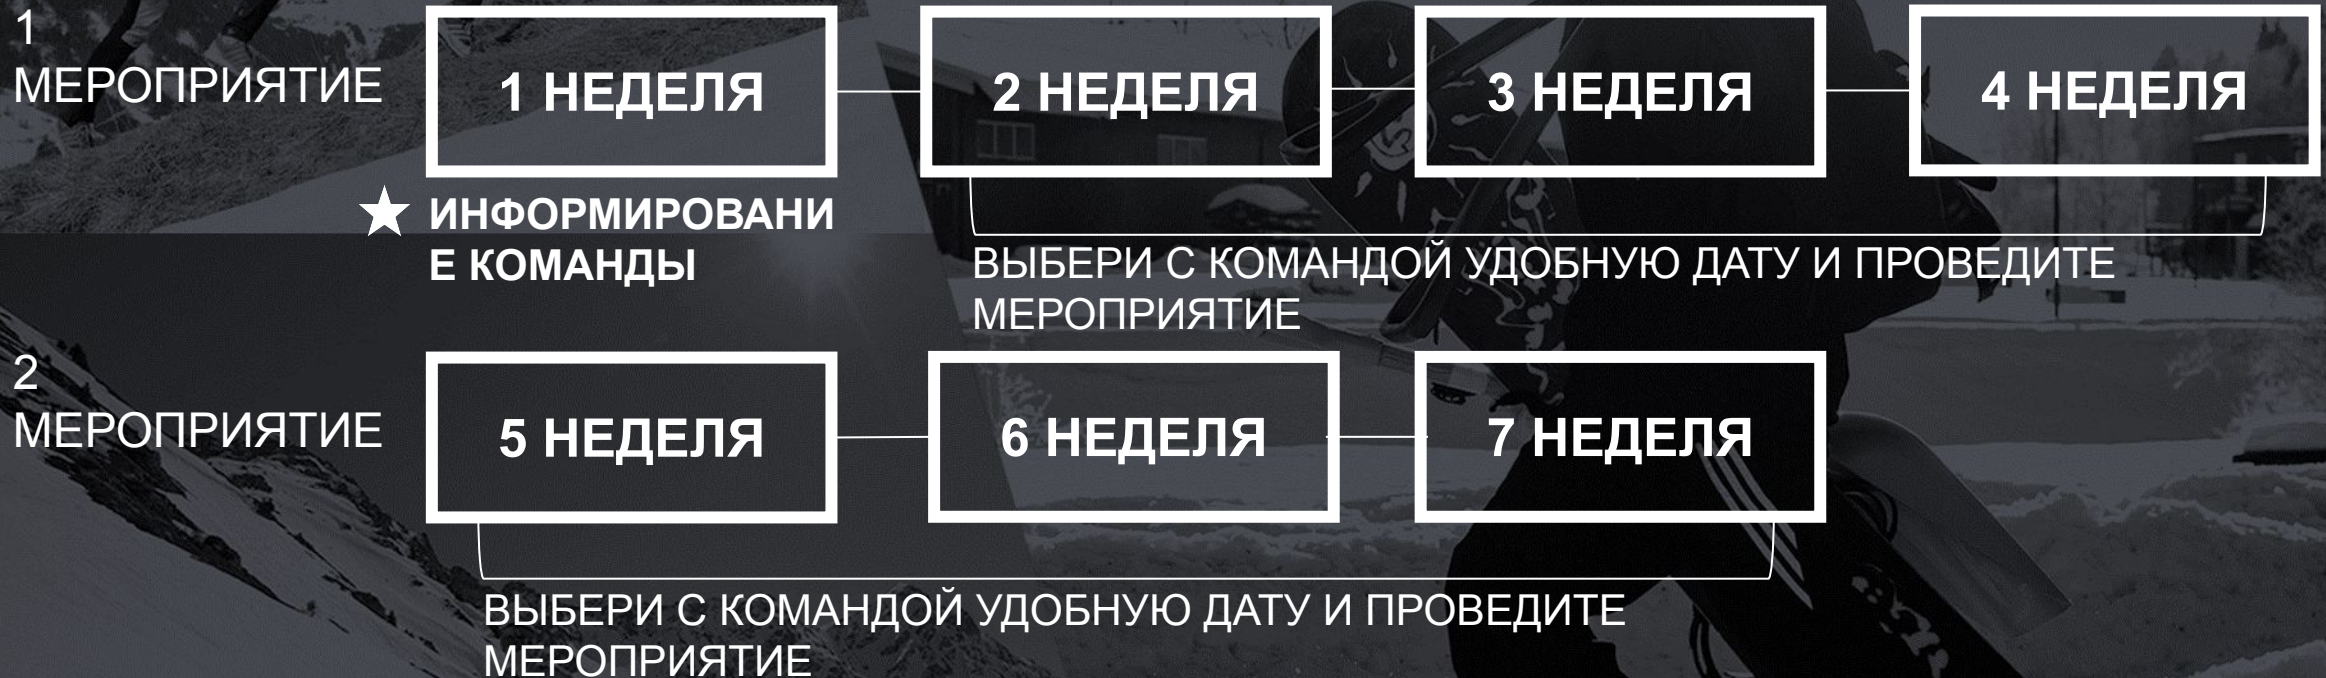 1
МЕРОПРИЯТИЕ
1 НЕДЕЛЯ
2 НЕДЕЛЯ
3 НЕДЕЛЯ
4 НЕДЕЛЯ
ИНФОРМИРОВАНИ
Е КОМАНДЫ
ВЫБЕРИ С КОМАНДОЙ УДОБНУЮ ДАТУ И ПРОВЕДИТЕ
МЕРОПРИЯТИЕ
2
МЕРОПРИЯТИЕ
5 НЕДЕЛЯ
6 НЕДЕЛЯ
7 НЕДЕЛЯ
ВЫБЕРИ С КОМАНДОЙ УДОБНУЮ ДАТУ И ПРОВЕДИТЕ
МЕРОПРИЯТИЕ